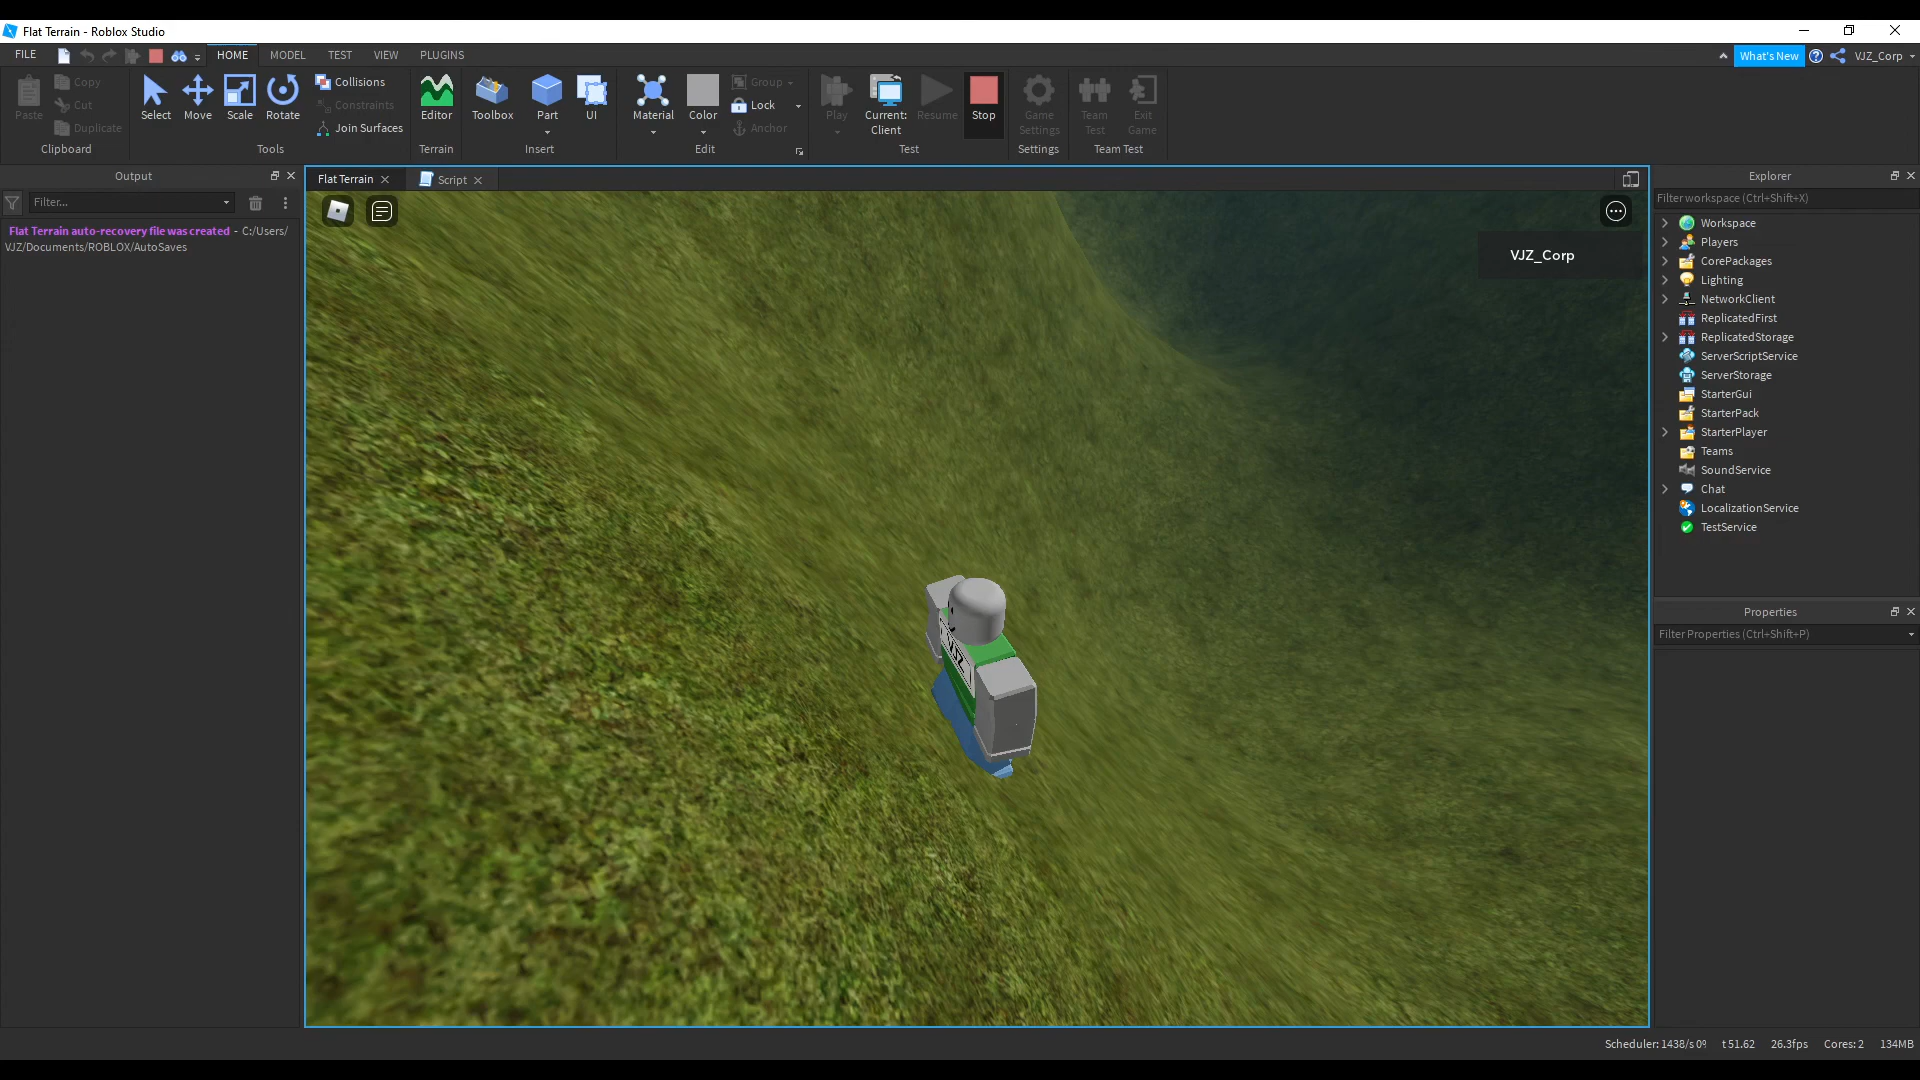 Flat Terrain - Roblox Studio
FILE HOME MODEL TEST VIEW PLUGINS What's New VJZ_Corp
Paste Copy Cut Duplicate Clipboard
Select Move Scale Rotate Collisions Constraints Join Surfaces Tools
Editor Terrain
Toolbox Part UI Insert
Material Color Group Lock Anchor Edit
Play Current: Client Resume Stop Test
Game Settings Settings
Team Test Exit Game Team Test
Output
Filter...
Flat Terrain auto-recovery file was created - C:/Users/
VJZ/Documents/ROBLOX/AutoSaves
Flat Terrain Script
VJZ_Corp
VJZ
Explorer
Filter workspace (Ctrl+Shift+X)
Workspace
Players
CorePackages
Lighting
NetworkClient
ReplicatedFirst
ReplicatedStorage
ServerScriptService
ServerStorage
StarterGui
StarterPack
StarterPlayer
Teams
SoundService
Chat
LocalizationService
TestService
Properties
Filter Properties (Ctrl+Shift+P)
Scheduler: 1438/s 0% t 51.62 26.3fps Cores: 2 134MB